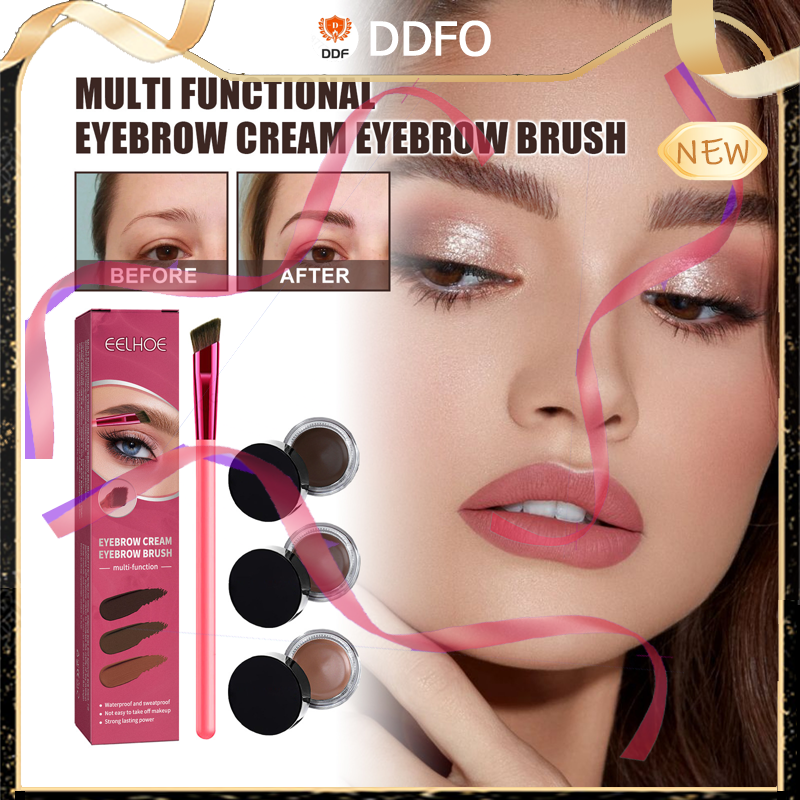 DDF
DDFO
MULTI FUNCTIONAL
EYEBROW CREAM EYEBROW BRUSH
NEW
BEFORE
AFTER
EELHOE
EYEBROW CREAM
EYEBROW BRUSH
multi-function
Waterproof and sweatproof
Not easy to take off makeup
Strong lasting power